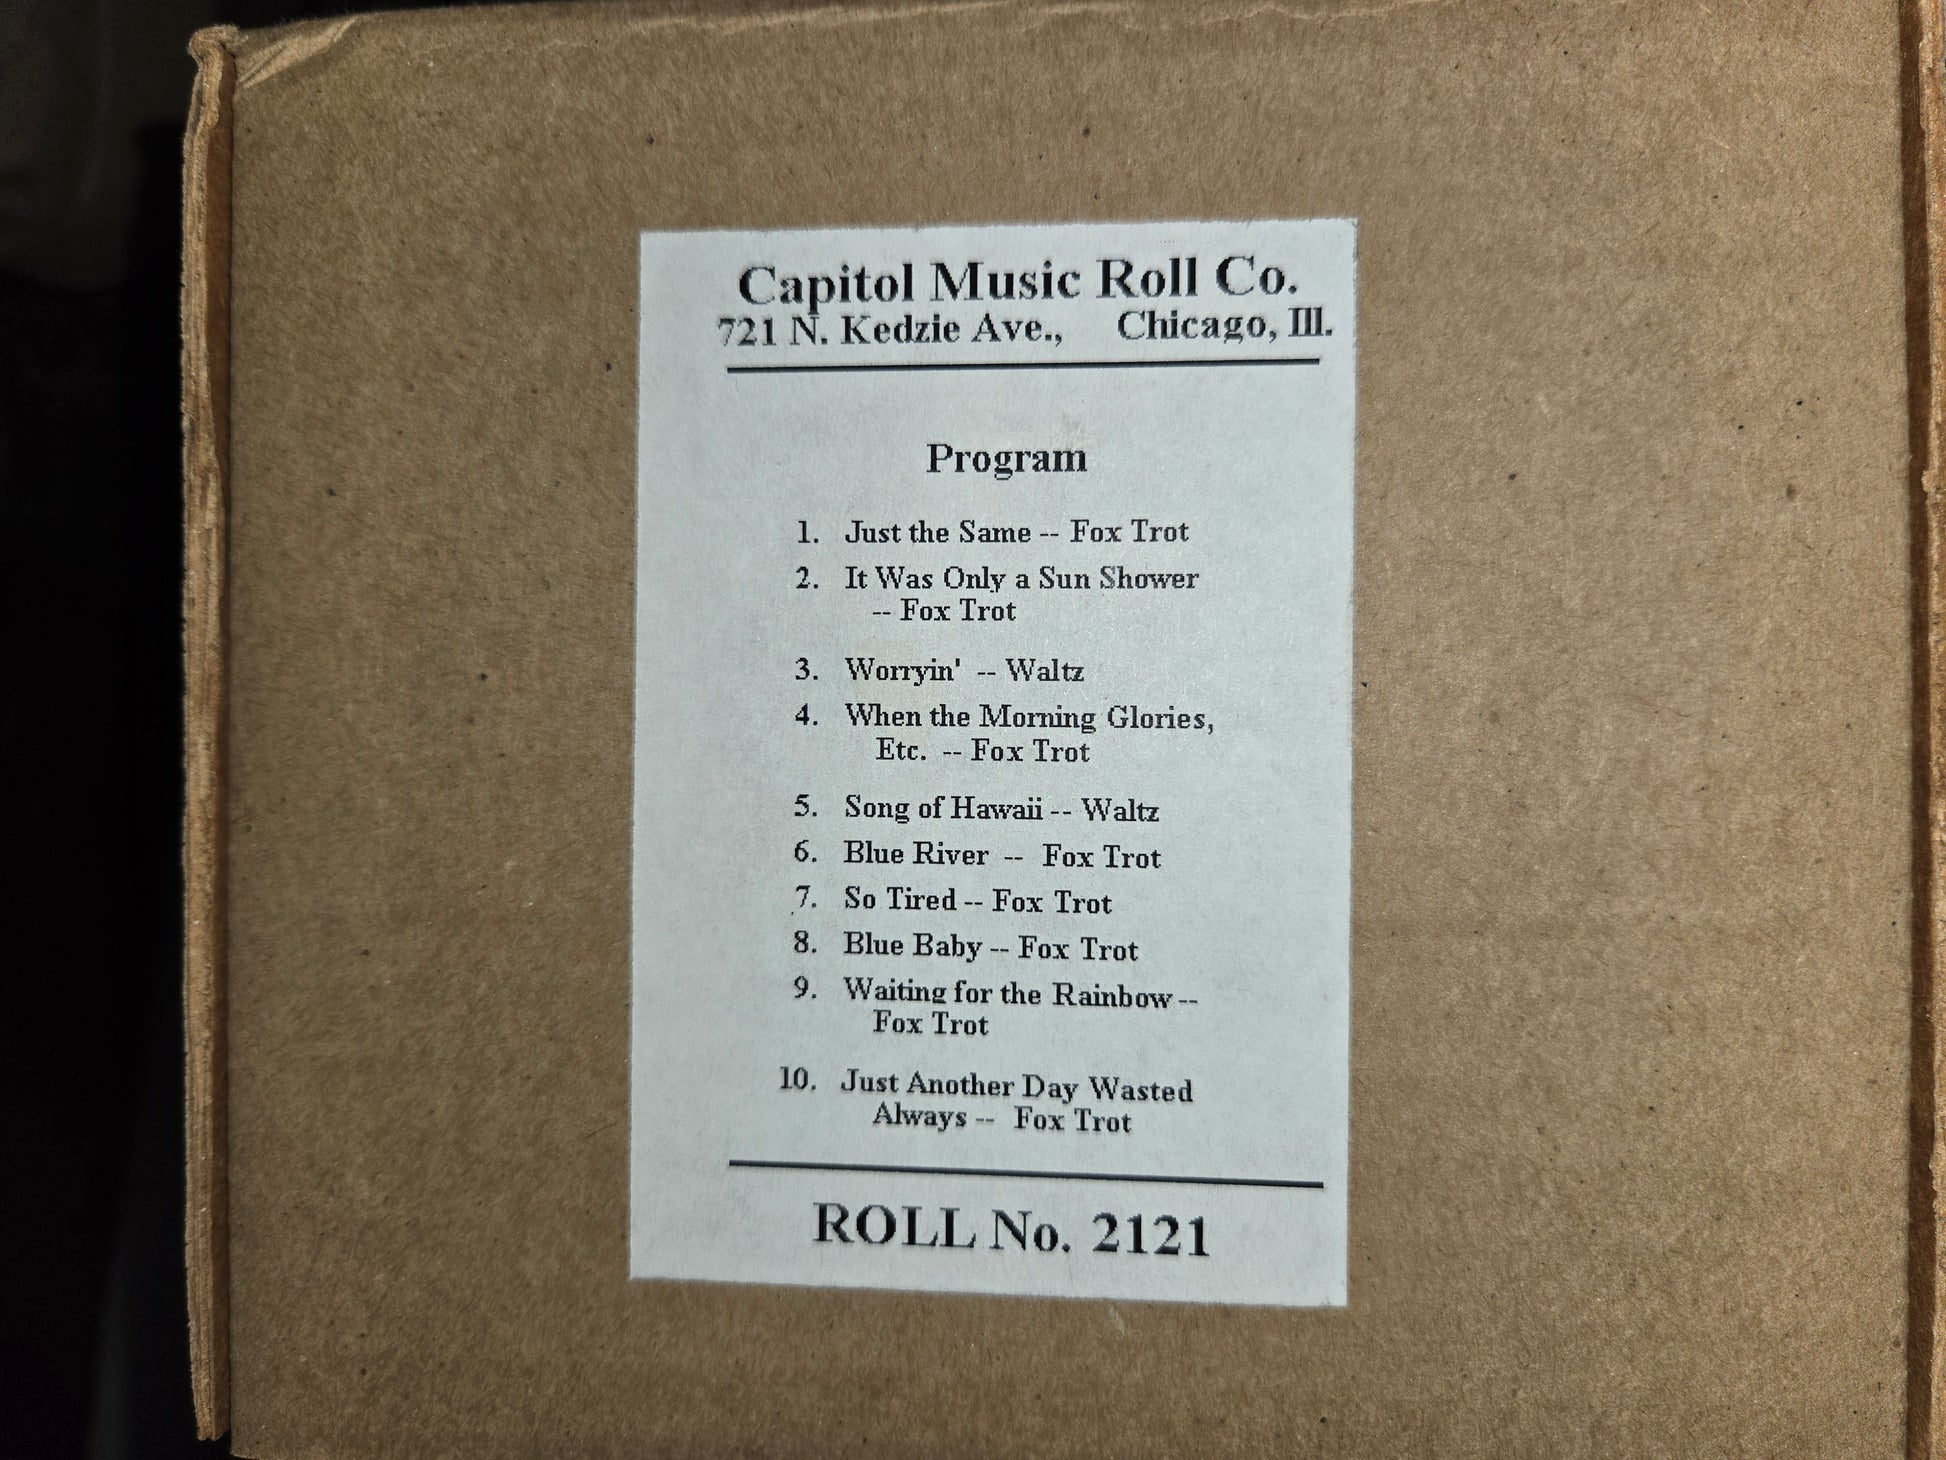 Capitol Music Roll Co.
721 N. Kedzie Ave., Chicago, Ill.
Program
1. Just the Same -- Fox Trot
2. It Was Only a Sun Shower
-- Fox Trot
3. Worryin' -- Waltz
4. When the Morning Glories,
Etc. -- Fox Trot
5. Song of Hawaii -- Waltz
6. Blue River -- Fox Trot
7. So Tired -- Fox Trot
8. Blue Baby -- Fox Trot
9. Waiting for the Rainbow --
Fox Trot
10. Just Another Day Wasted
Always -- Fox Trot
ROLL No. 2121